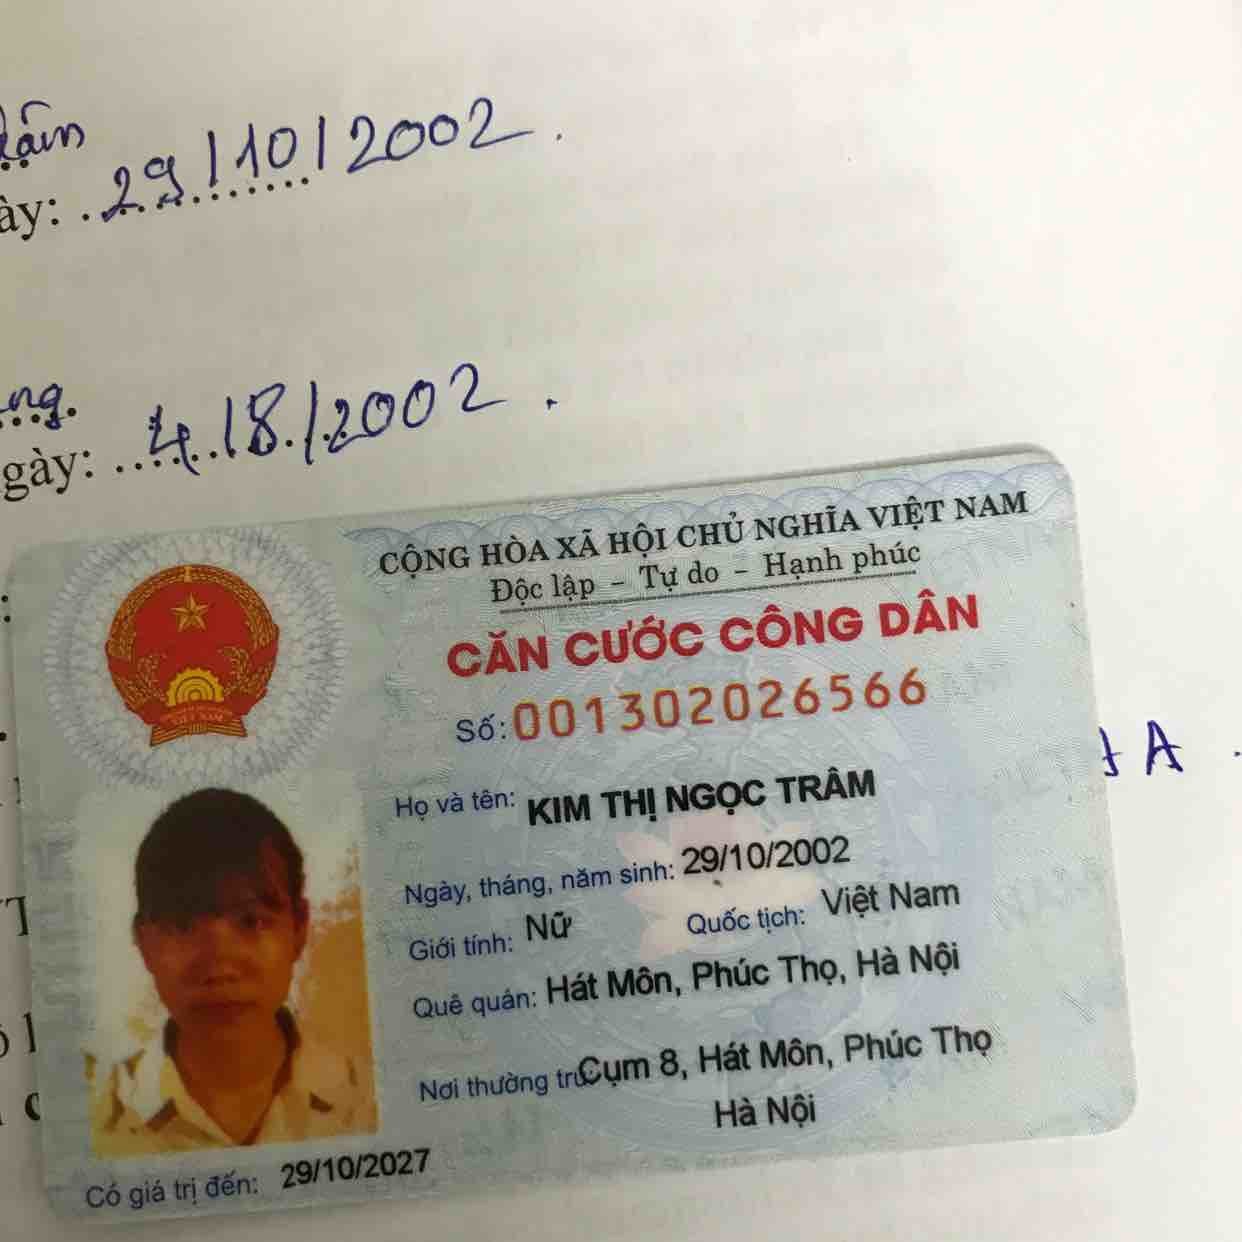 29/10/2002.
ày:
4/8/2002.
gày:
CỘNG HÒA XÃ HỘI CHỦ NGHĨA VIỆT NAM
Độc lập - Tự do - Hạnh phúc
CĂN CƯỚC CÔNG DÂN
Số: 001302026566
VIỆT NAM
Họ và tên: KIM THỊ NGỌC TRÂM
Ngày, tháng, năm sinh: 29/10/2002
Giới tính: Nữ Quốc tịch: Việt Nam
Quê quán: Hát Môn, Phúc Thọ, Hà Nội
Nơi thường trú: Cụm 8, Hát Môn, Phúc Thọ
Hà Nội
Có giá trị đến: 29/10/2027
A